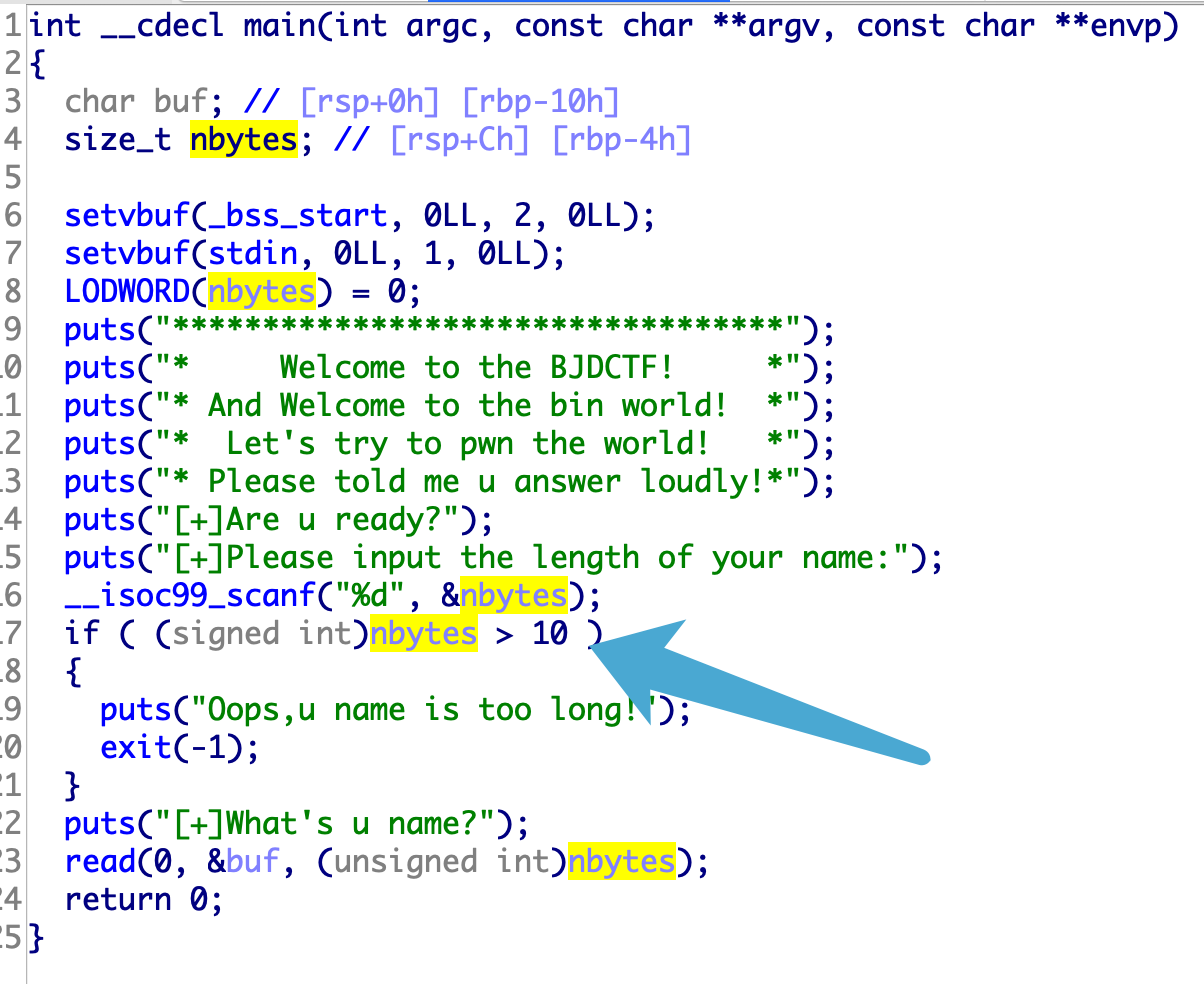 1 int __cdecl main(int argc, const char **argv, const char **envp)
2 {
3   char buf; // [rsp+0h] [rbp-10h]
4   size_t nbytes; // [rsp+Ch] [rbp-4h]
5
6   setvbuf(_bss_start, 0LL, 2, 0LL);
7   setvbuf(stdin, 0LL, 1, 0LL);
8   LODWORD(nbytes) = 0;
9   puts("**********************************");
10   puts("*     Welcome to the BJDCTF!     *");
11   puts("* And Welcome to the bin world!  *");
12   puts("*  Let's try to pwn the world!   *");
13   puts("* Please told me u answer loudly!*");
14   puts("[+]Are u ready?");
15   puts("[+]Please input the length of your name:");
16   __isoc99_scanf("%d", &nbytes);
17   if ( (signed int)nbytes > 10 )
18   {
19     puts("Oops,u name is too long!");
20     exit(-1);
21   }
22   puts("[+]What's u name?");
23   read(0, &buf, (unsigned int)nbytes);
24   return 0;
25 }